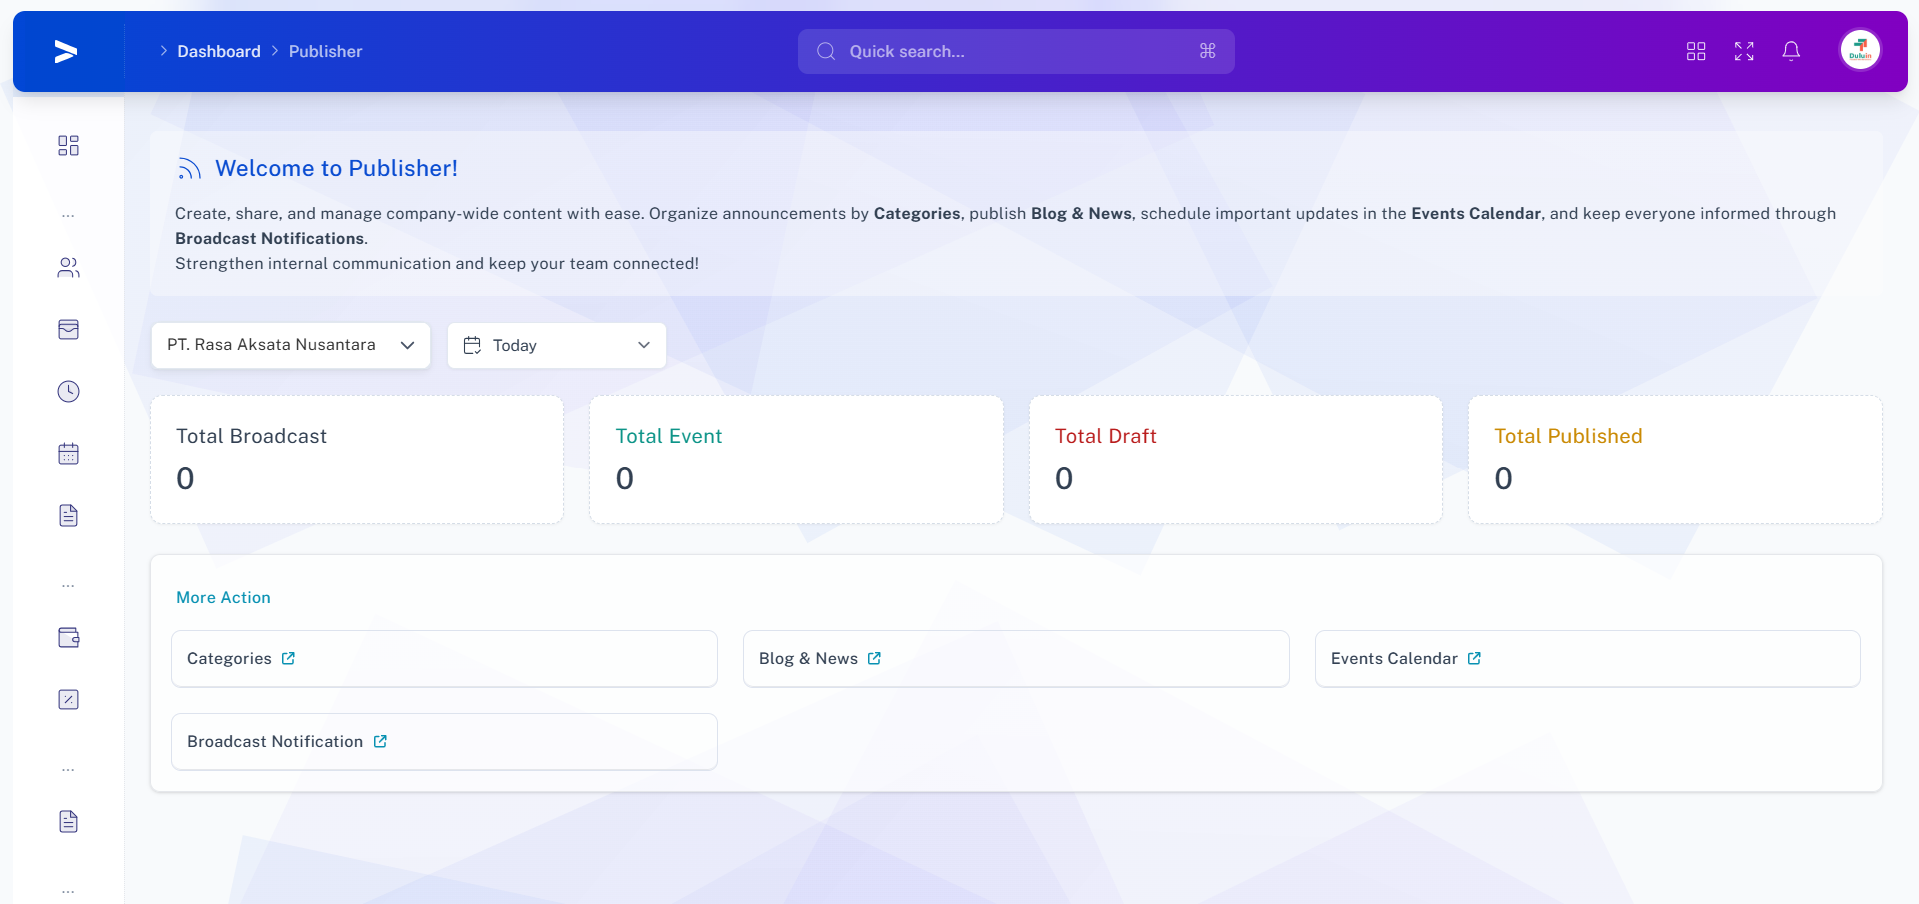 Dashboard
Publisher
Quick search...
⌘
Duluin
Welcome to Publisher!
Create, share, and manage company-wide content with ease. Organize announcements by Categories, publish Blog & News, schedule important updates in the Events Calendar, and keep everyone informed through
Broadcast Notifications.
Strengthen internal communication and keep your team connected!
PT. Rasa Aksata Nusantara
Today
Total Broadcast
0
Total Event
0
Total Draft
0
Total Published
0
More Action
Categories
Blog & News
Events Calendar
Broadcast Notification
...
...
...
...